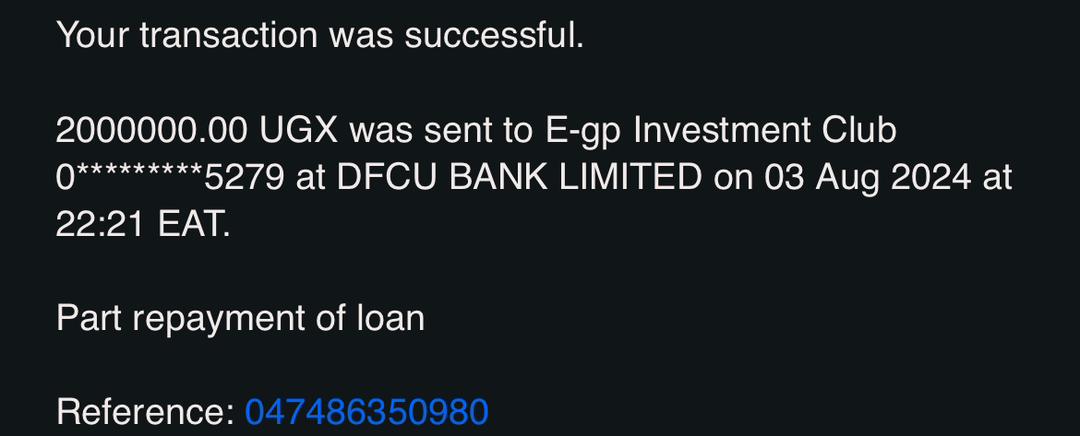 Your transaction was successful.
2000000.00 UGX was sent to E-gp Investment Club
0*********5279 at DFCU BANK LIMITED on 03 Aug 2024 at
22:21 EAT.
Part repayment of loan
Reference: 047486350980